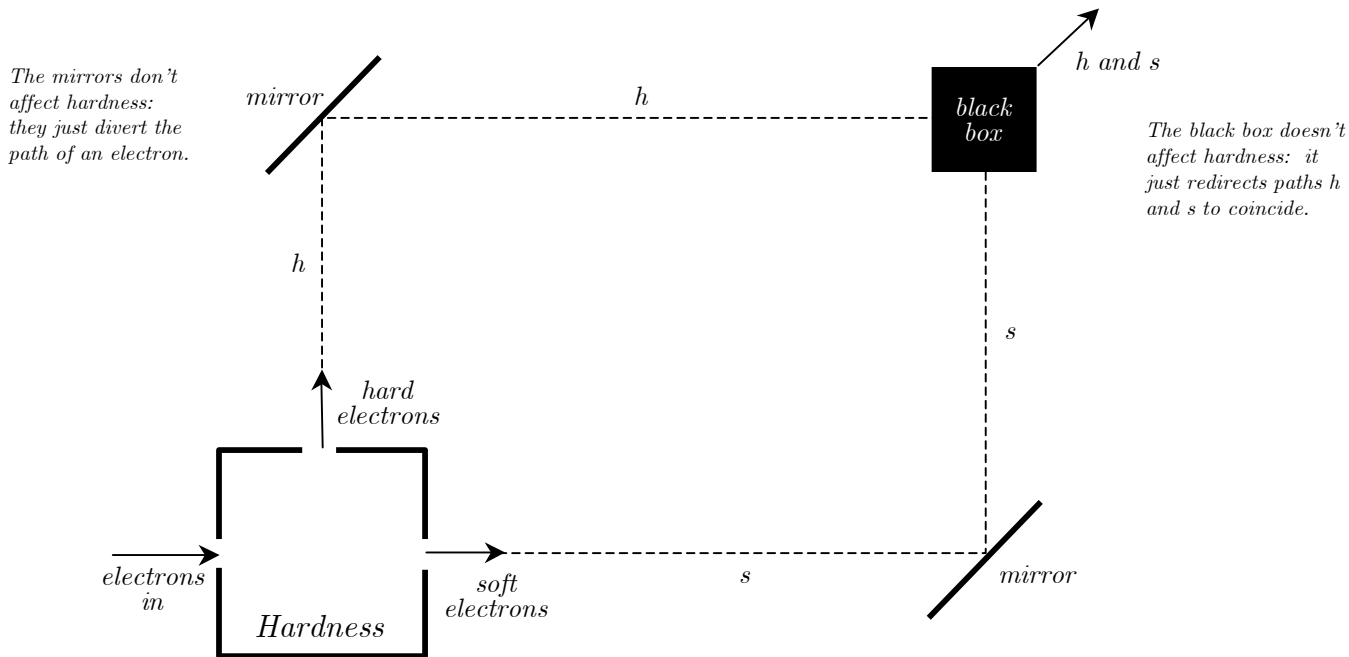 The mirrors don't
affect hardness:
they just divert the
path of an electron.
mirror
h
black
box
h and s
The black box doesn't
affect hardness: it
just redirects paths h
and s to coincide.
h
s
hard
electrons
electrons
in
soft
electrons
s
mirror
Hardness